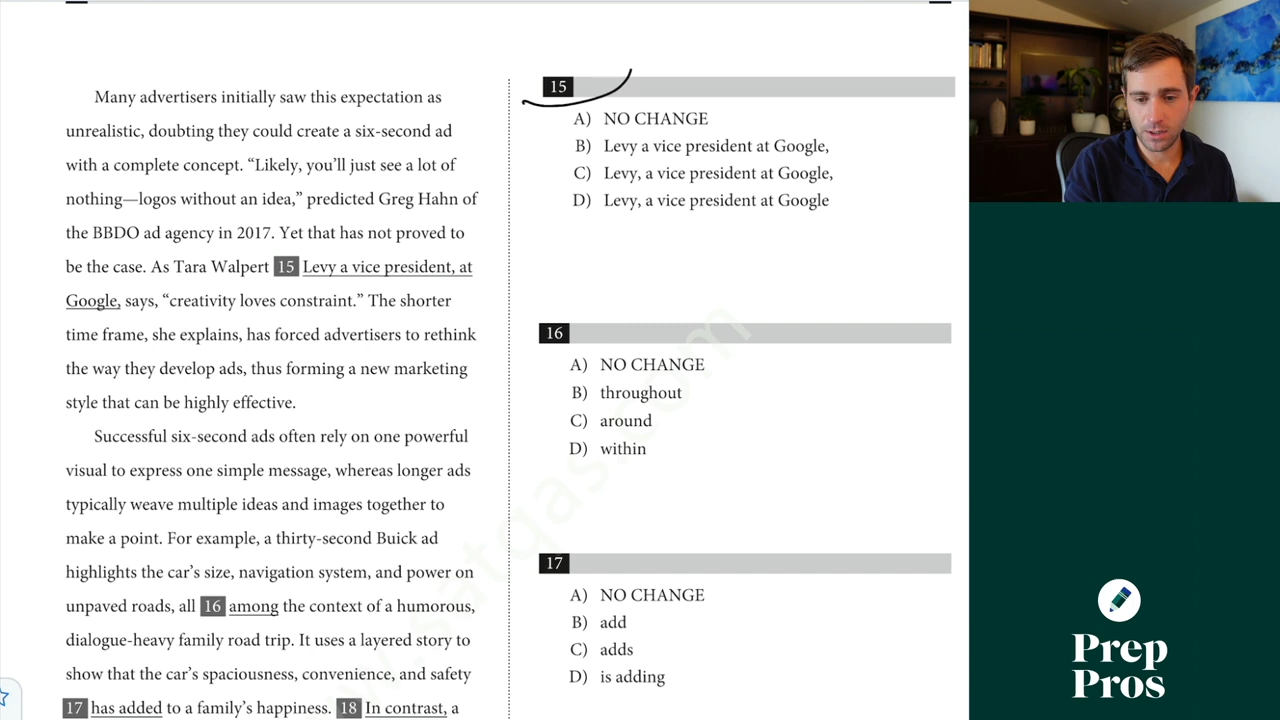 Many advertisers initially saw this expectation as
unrealistic, doubting they could create a six-second ad
with a complete concept. “Likely, you’ll just see a lot of
nothing—logos without an idea,” predicted Greg Hahn of
the BBDO ad agency in 2017. Yet that has not proved to
be the case. As Tara Walpert 15 Levy a vice president, at
Google, says, “creativity loves constraint.” The shorter
time frame, she explains, has forced advertisers to rethink
the way they develop ads, thus forming a new marketing
style that can be highly effective.
Successful six-second ads often rely on one powerful
visual to express one simple message, whereas longer ads
typically weave multiple ideas and images together to
make a point. For example, a thirty-second Buick ad
highlights the car’s size, navigation system, and power on
unpaved roads, all 16 among the context of a humorous,
dialogue-heavy family road trip. It uses a layered story to
show that the car’s spaciousness, convenience, and safety
17 has added to a family’s happiness. 18 In contrast, a
15
A) NO CHANGE
B) Levy a vice president at Google,
C) Levy, a vice president at Google,
D) Levy, a vice president at Google
16
A) NO CHANGE
B) throughout
C) around
D) within
17
A) NO CHANGE
B) add
C) adds
D) is adding
Prep
Pros